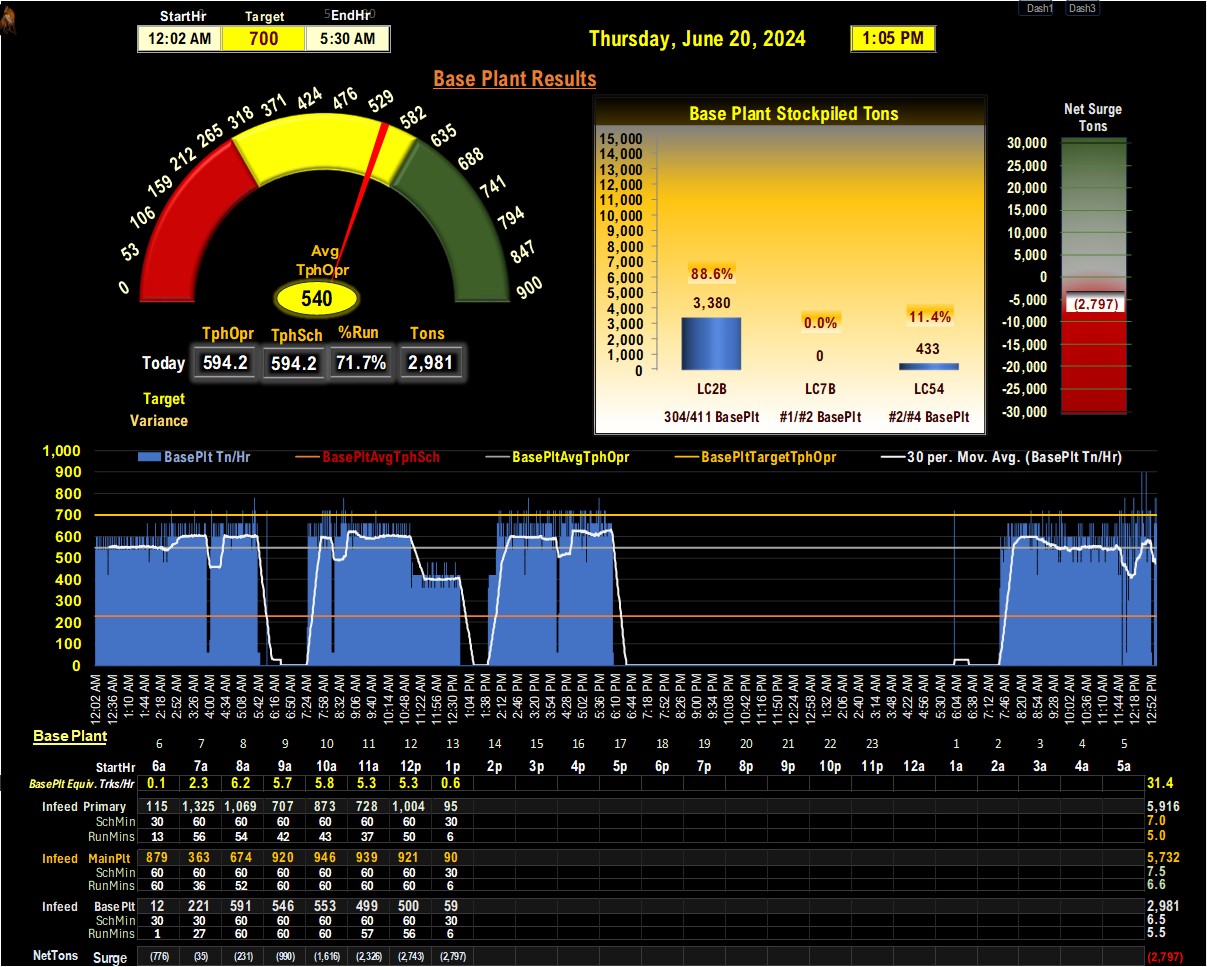 Dash1 Dash3
StartHr Target EndHr
12:02 AM 700 5:30 AM
Thursday, June 20, 2024 1:05 PM
Base Plant Results
0 53 106 159 212 265 318 371 424 476 529 582 635 688 741 794 847 900
Avg
TphOpr
540
TphOpr TphSch %Run Tons
Today 594.2 594.2 71.7% 2,981
Target
Variance
Base Plant Stockpiled Tons
15,000
14,000
13,000
12,000
11,000
10,000
9,000
8,000
7,000
6,000
5,000
4,000
3,000
2,000
1,000
0
88.6% 0.0% 11.4%
3,380 0 433
LC2B LC7B LC54
304/411 BasePlt #1/#2 BasePlt #2/#4 BasePlt
Net Surge
Tons
30,000
25,000
20,000
15,000
10,000
5,000
0
-5,000
-10,000
-15,000
-20,000
-25,000
-30,000
(2,797)
BasePlt Tn/Hr BasePltAvgTphSch BasePltAvgTphOpr BasePltTargetTphOpr 30 per. Mov. Avg. (BasePlt Tn/Hr)
1,000
900
800
700
600
500
400
300
200
100
0
12:02 AM 12:36 AM 1:10 AM 1:44 AM 2:18 AM 2:52 AM 3:26 AM 4:00 AM 4:34 AM 5:08 AM 5:42 AM 6:50 AM 7:24 AM 7:58 AM 8:32 AM 9:06 AM 9:40 AM 10:14 AM 10:48 AM 11:22 AM 11:56 AM 12:30 PM 1:04 PM 1:38 PM 2:12 PM 2:46 PM 3:20 PM 3:54 PM 4:28 PM 5:02 PM 5:36 PM 6:10 PM 6:44 PM 7:18 PM 7:52 PM 8:26 PM 9:00 PM 9:34 PM 10:08 PM 10:42 PM 11:16 PM 11:50 PM 12:24 AM 12:58 AM 1:32 AM 2:06 AM 2:40 AM 3:14 AM 3:48 AM 4:22 AM 4:56 AM 5:30 AM 6:04 AM 6:38 AM 7:12 AM 7:46 AM 8:20 AM 8:54 AM 9:28 AM 10:02 AM 10:36 AM 11:10 AM 11:44 AM 12:18 PM 12:52 PM
Base Plant
6 7 8 9 10 11 12 13 14 15 16 17 18 19 20 21 22 23 1 2 3 4 5
StartHr 6a 7a 8a 9a 10a 11a 12p 1p 2p 3p 4p 5p 6p 7p 8p 9p 10p 11p 12a 1a 2a 3a 4a 5a
BasePlt Equiv. Trks/Hr 0.1 2.3 6.2 5.7 5.8 5.3 5.3 0.6 31.4
Infeed Primary 115 1,325 1,069 707 873 728 1,004 95 5,916
SchMin 30 60 60 60 60 60 60 30 7.0
RunMins 13 56 54 42 43 37 50 6 5.0
Infeed MainPlt 879 363 674 920 946 939 921 90 5,732
SchMin 60 60 60 60 60 60 60 30 7.5
RunMins 60 36 52 60 60 60 60 6 6.6
Infeed BasePlt 12 221 591 546 553 499 500 59 2,981
SchMin 30 30 60 60 60 60 60 30 6.5
RunMins 1 27 60 60 60 57 56 6 5.5
NetTons Surge (776) (35) (231) (990) (1,616) (2,326) (2,743) (2,797) (2,797)